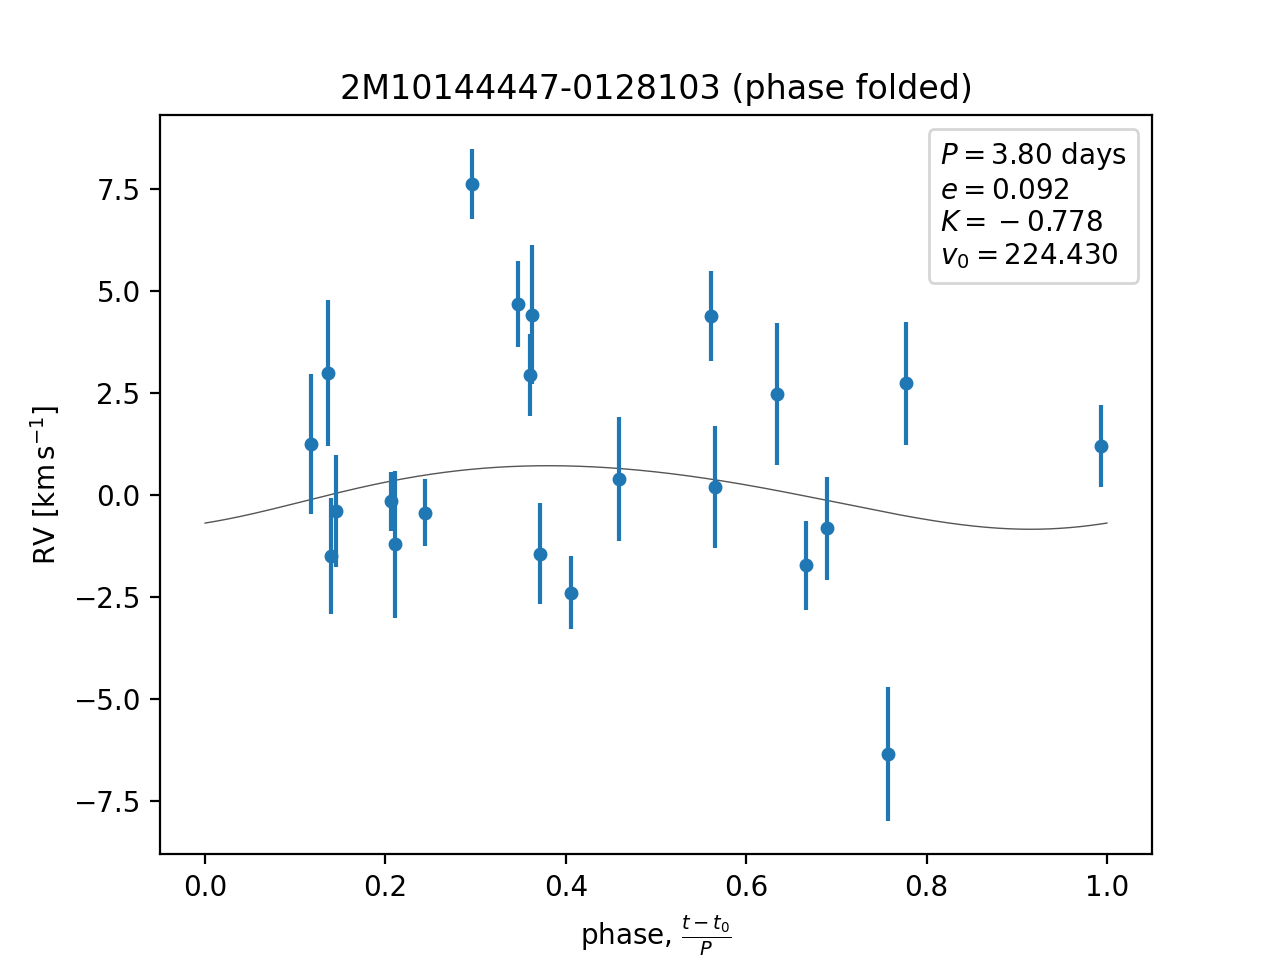 2M10144447-0128103 (phase folded)
P = 3.80 days
e = 0.092
K = −0.778
v₀ = 224.430
RV [km s⁻¹]
7.5
5.0
2.5
0.0
−2.5
−5.0
−7.5
0.0 0.2 0.4 0.6 0.8 1.0
phase, (t − t₀)/P